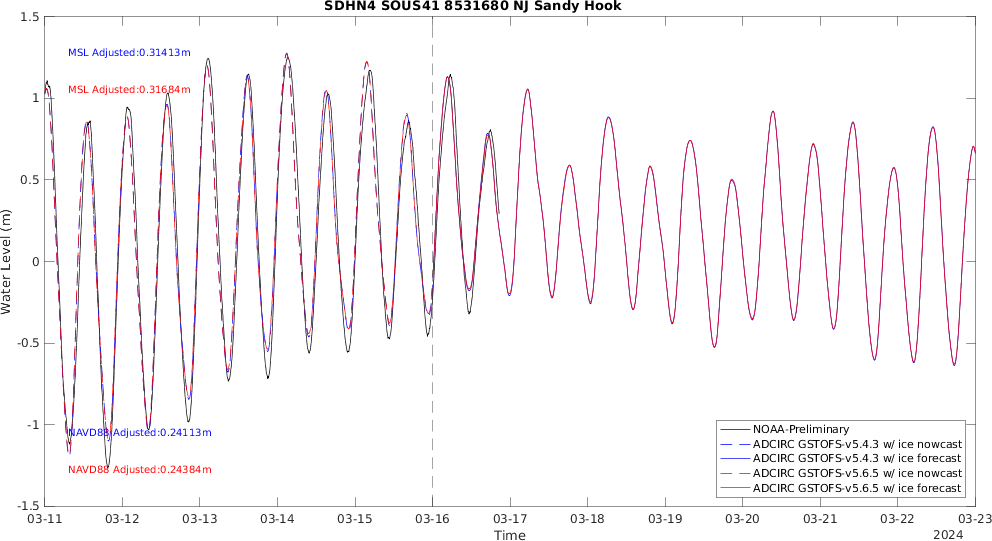 SDHN4 SOUS41 8531680 NJ Sandy Hook
1.5
1
0.5
0
-0.5
-1
-1.5
Water Level (m)
MSL Adjusted:0.31413m
MSL Adjusted:0.31684m
NAVD88 Adjusted:0.24113m
NAVD88 Adjusted:0.24384m
NOAA-Preliminary
ADCIRC GSTOFS-v5.4.3 w/ ice nowcast
ADCIRC GSTOFS-v5.4.3 w/ ice forecast
ADCIRC GSTOFS-v5.6.5 w/ ice nowcast
ADCIRC GSTOFS-v5.6.5 w/ ice forecast
03-11 03-12 03-13 03-14 03-15 03-16 03-17 03-18 03-19 03-20 03-21 03-22 03-23
Time
2024